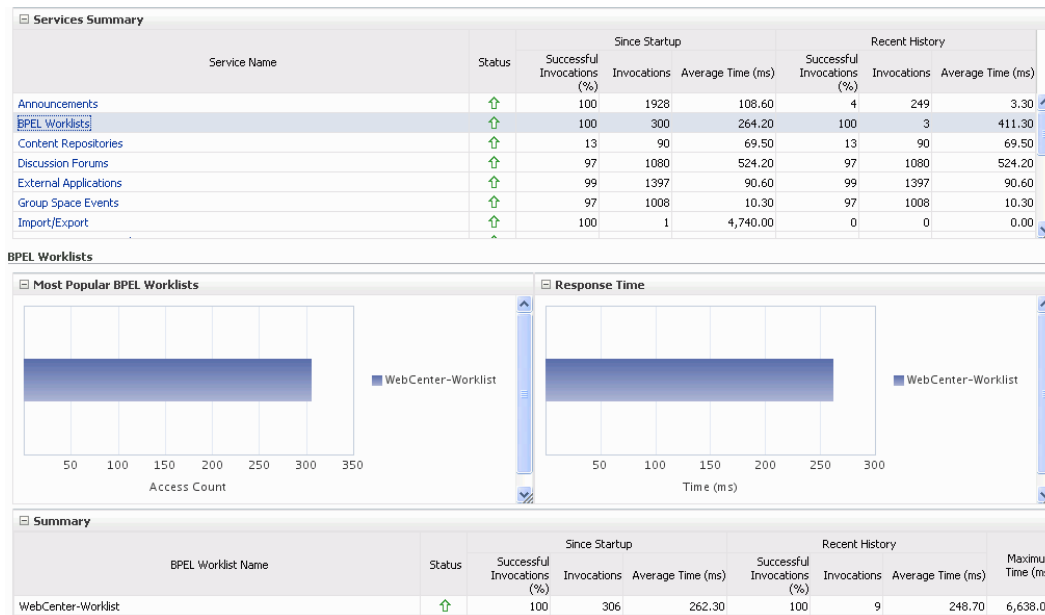 Services Summary
Since Startup Recent History
Service Name Status Successful Invocations (%) Invocations Average Time (ms) Successful Invocations (%) Invocations Average Time (ms)
Announcements 100 1928 108.60 4 249 3.30
BPEL Worklists 100 300 264.20 100 3 411.30
Content Repositories 13 90 69.50 13 90 69.50
Discussion Forums 97 1080 524.20 97 1080 524.20
External Applications 99 1397 90.60 99 1397 90.60
Group Space Events 97 1008 10.30 97 1008 10.30
Import/Export 100 1 4,740.00 0 0 0.00
BPEL Worklists
Most Popular BPEL Worklists
WebCenter-Worklist
50 100 150 200 250 300 350
Access Count
Response Time
WebCenter-Worklist
50 100 150 200 250 300
Time (ms)
Summary
Since Startup Recent History
BPEL Worklist Name Status Successful Invocations (%) Invocations Average Time (ms) Successful Invocations (%) Invocations Average Time (ms)
WebCenter-Worklist 100 306 262.30 100 9 248.70